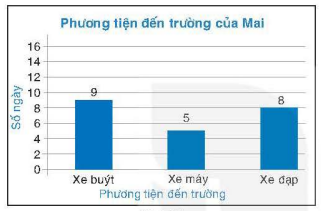 Phương tiện đến trường của Mai
Số ngày
16
14
12
10
8
6
4
2
0
9
5
8
Xe buýt
Xe máy
Xe đạp
Phương tiện đến trường